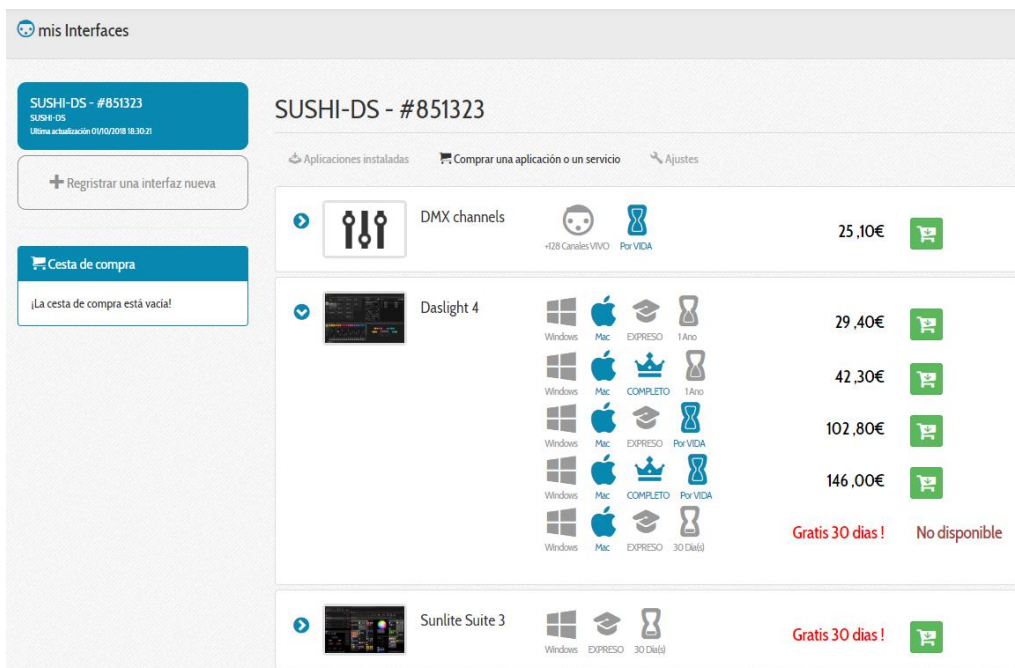 mis Interfaces
SUSHI-DS - #851323
SUSHI-DS
Ultima actualización 01/10/2018 18:30:21
Regristrar una interfaz nueva
Cesta de compra
¡La cesta de compra está vacía!
SUSHI-DS - #851323
Aplicaciones instaladas Comprar una aplicación o un servicio Ajustes
DMX channels
+128 Canales VIVO Por VIDA
25 ,10€
Daslight 4
Windows Mac EXPRESO 1 Ano
29 ,40€
Windows Mac COMPLETO 1 Ano
42,30€
Windows Mac EXPRESO Por VIDA
102 ,80€
Windows Mac COMPLETO Por VIDA
146 ,00€
Windows Mac EXPRESO 30 Dia(s)
Gratis 30 dias ! No disponible
Sunlite Suite 3
Windows EXPRESO 30 Dia(s)
Gratis 30 dias !